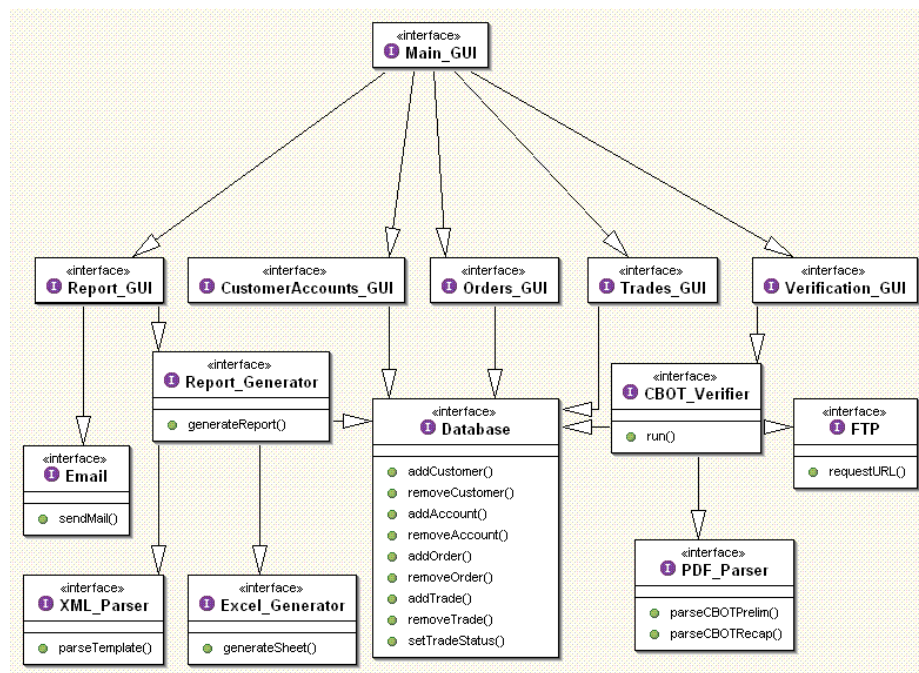 «interface»
I Main_GUI
«interface»
I Report_GUI
«interface»
I CustomerAccounts_GUI
«interface»
I Orders_GUI
«interface»
I Trades_GUI
«interface»
I Verification_GUI
«interface»
I Report_Generator
generateReport()
«interface»
I CBOT_Verifier
run()
«interface»
I Database
addCustomer()
removeCustomer()
addAccount()
removeAccount()
addOrder()
removeOrder()
addTrade()
removeTrade()
setTradeStatus()
«interface»
I FTP
requestURL()
«interface»
I Email
sendMail()
«interface»
I XML_Parser
parseTemplate()
«interface»
I Excel_Generator
generateSheet()
«interface»
I PDF_Parser
parseCBOTPrelim()
parseCBOTRecap()